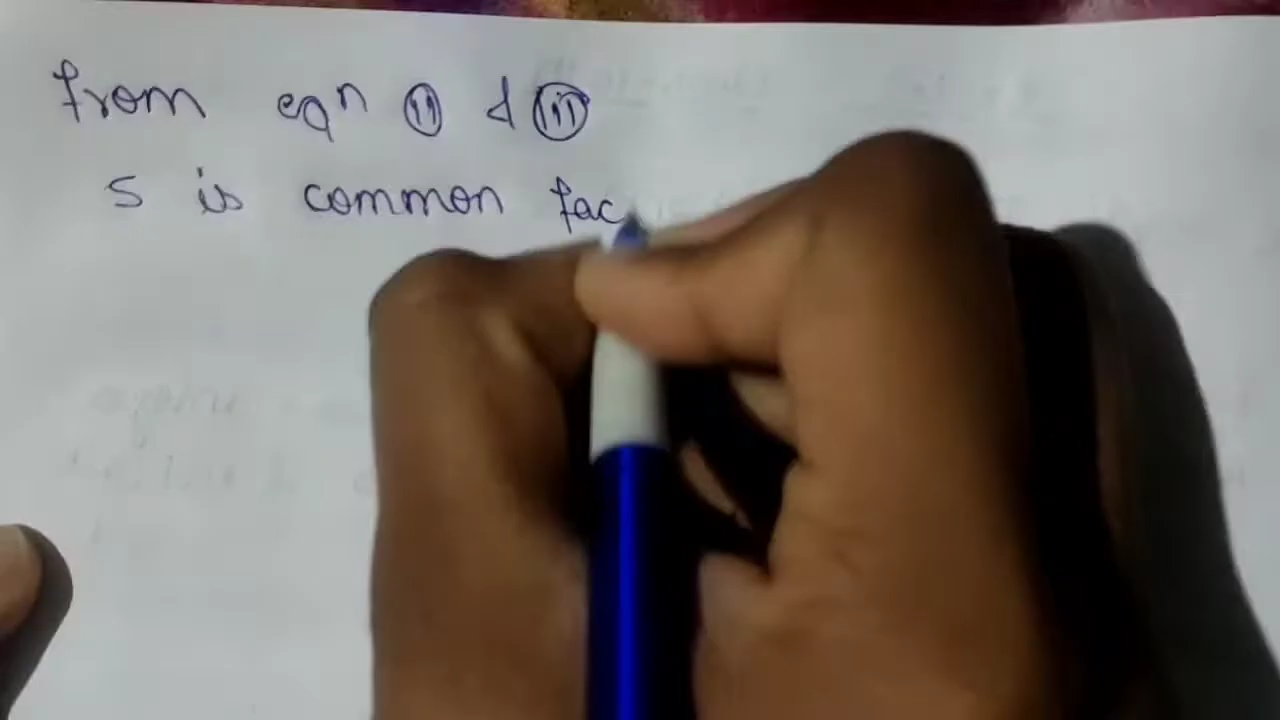 from eqⁿ ⓘⓘ & ⓘⓘⓘ
5 is common fac